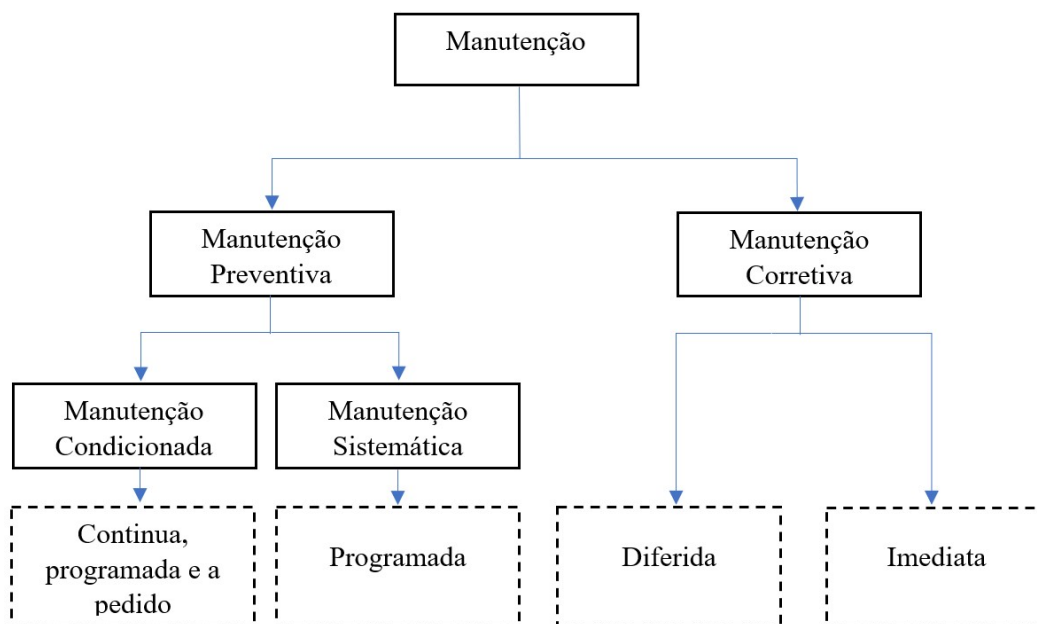 Manutenção
Manutenção
Preventiva
Manutenção
Corretiva
Manutenção
Condicionada
Manutenção
Sistemática
Continua,
programada e a
pedido
Programada
Diferida
Imediata